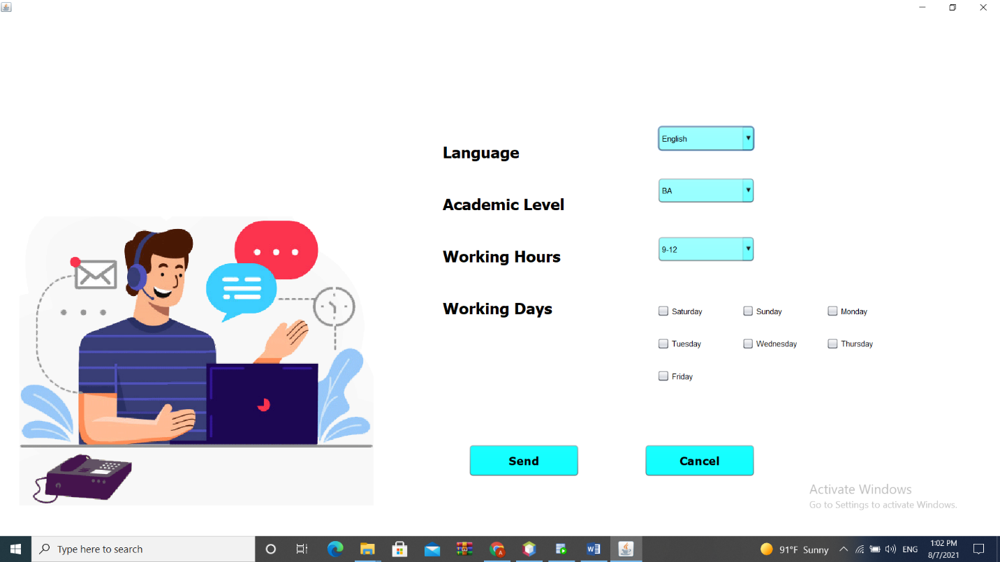 Language
English
Academic Level
BA
Working Hours
9-12
Working Days
Saturday
Sunday
Monday
Tuesday
Wednesday
Thursday
Friday
Send
Cancel
Activate Windows
Go to Settings to activate Windows.
Type here to search
A
W
91°F Sunny
ENG
1:02 PM
8/7/2021